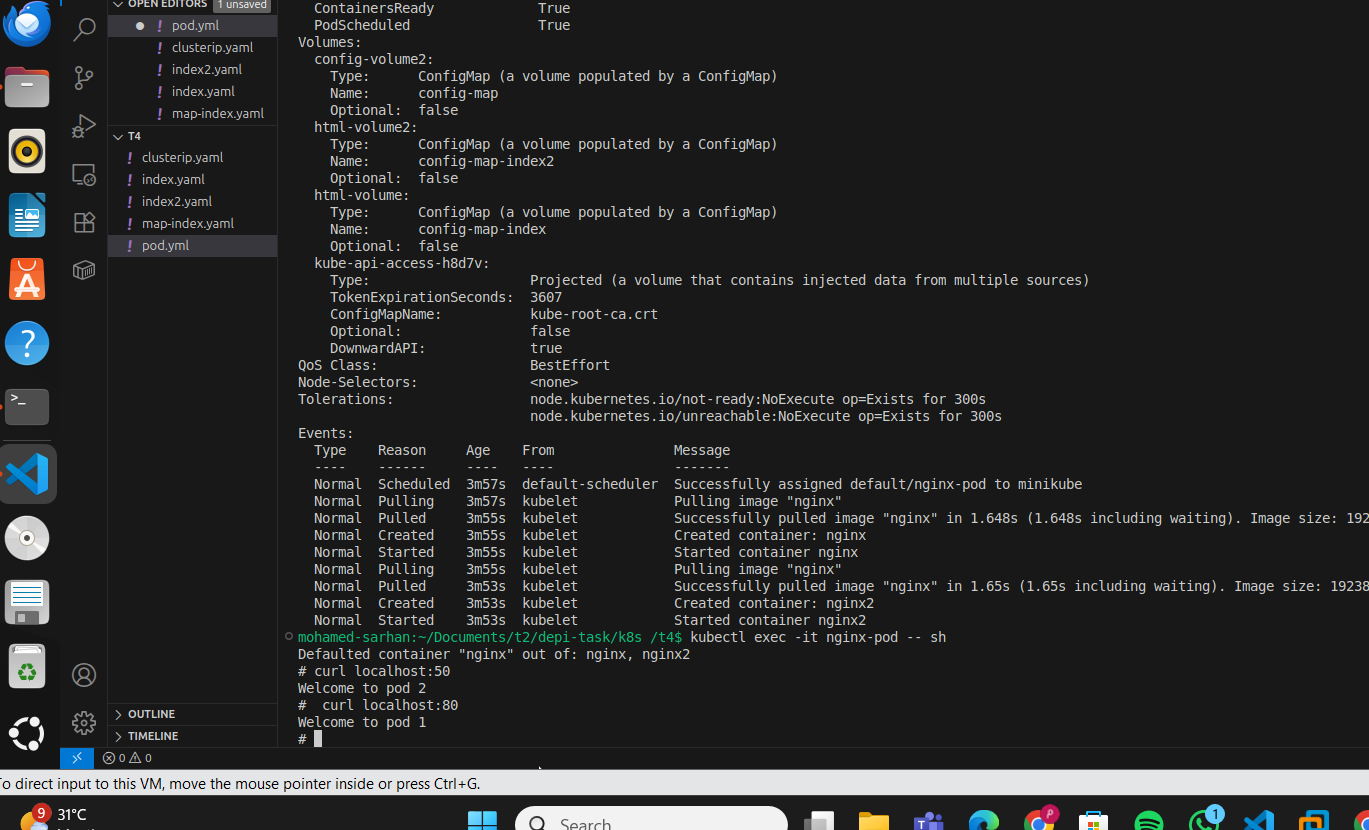 OPEN EDITORS 1 unsaved
pod.yml
clusterip.yaml
index2.yaml
index.yaml
map-index.yaml
T4
clusterip.yaml
index.yaml
index2.yaml
map-index.yaml
pod.yml
OUTLINE
TIMELINE
ContainersReady True
PodScheduled True
Volumes:
config-volume2:
Type: ConfigMap (a volume populated by a ConfigMap)
Name: config-map
Optional: false
html-volume2:
Type: ConfigMap (a volume populated by a ConfigMap)
Name: config-map-index2
Optional: false
html-volume:
Type: ConfigMap (a volume populated by a ConfigMap)
Name: config-map-index
Optional: false
kube-api-access-h8d7v:
Type: Projected (a volume that contains injected data from multiple sources)
TokenExpirationSeconds: 3607
ConfigMapName: kube-root-ca.crt
Optional: false
DownwardAPI: true
QoS Class: BestEffort
Node-Selectors: <none>
Tolerations: node.kubernetes.io/not-ready:NoExecute op=Exists for 300s
node.kubernetes.io/unreachable:NoExecute op=Exists for 300s
Events:
Type Reason Age From Message
---- ------ ---- ---- -------
Normal Scheduled 3m57s default-scheduler Successfully assigned default/nginx-pod to minikube
Normal Pulling 3m57s kubelet Pulling image "nginx"
Normal Pulled 3m55s kubelet Successfully pulled image "nginx" in 1.648s (1.648s including waiting). Image size: 192
Normal Created 3m55s kubelet Created container: nginx
Normal Started 3m55s kubelet Started container nginx
Normal Pulling 3m55s kubelet Pulling image "nginx"
Normal Pulled 3m53s kubelet Successfully pulled image "nginx" in 1.65s (1.65s including waiting). Image size: 19238
Normal Created 3m53s kubelet Created container: nginx2
Normal Started 3m53s kubelet Started container nginx2
mohamed-sarhan:~/Documents/t2/depi-task/k8s /t4$ kubectl exec -it nginx-pod -- sh
Defaulted container "nginx" out of: nginx, nginx2
# curl localhost:50
Welcome to pod 2
#  curl localhost:80
Welcome to pod 1
#
0 0
To direct input to this VM, move the mouse pointer inside or press Ctrl+G.
9 31°C
Search
1